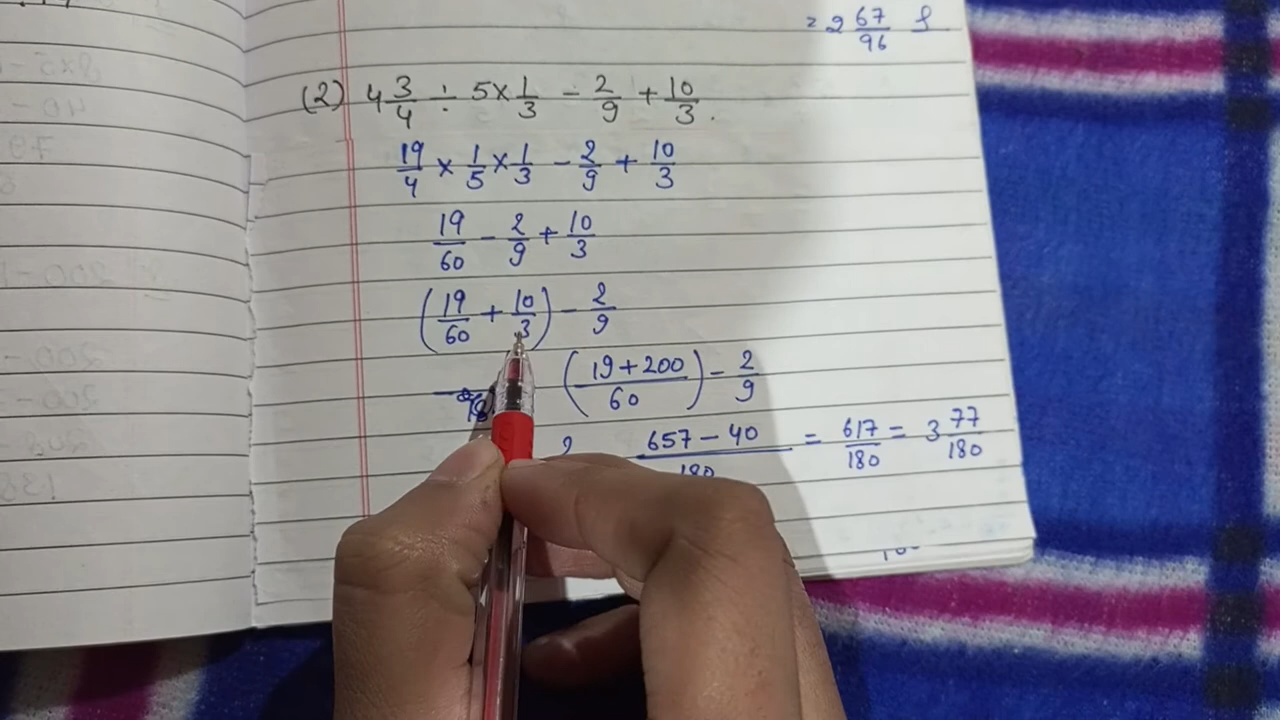 = 2 67/96
(2) 4 3/4 ÷ 5 × 1/3 - 2/9 + 10/3.
19/4 × 1/5 × 1/3 - 2/9 + 10/3
19/60 - 2/9 + 10/3
(19/60 + 10/3) - 2/9
(19+200/60) - 2/9
657-40/180 = 617/180 = 3 77/180